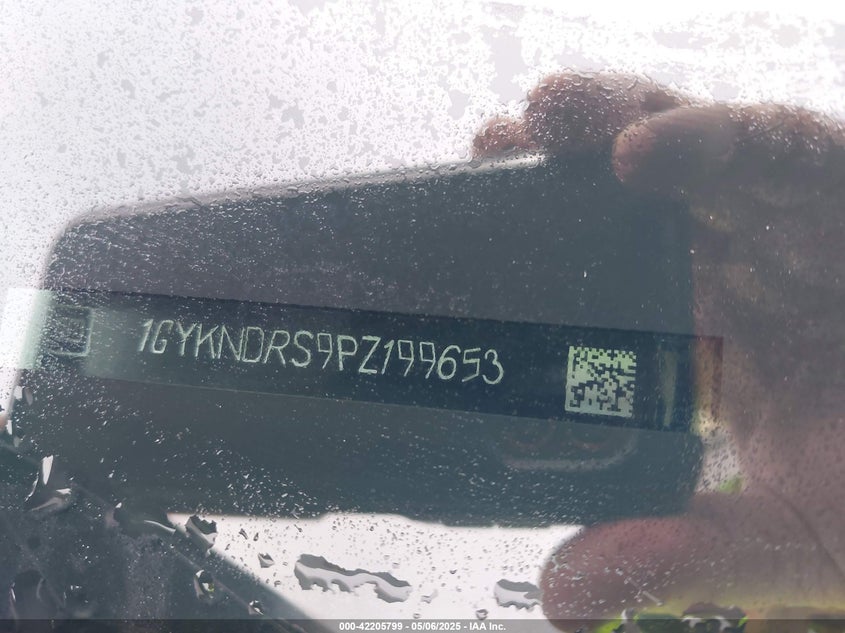 1GYKNDRS9PZ199653
000-42205799 - 05/06/2025 - IAA Inc.